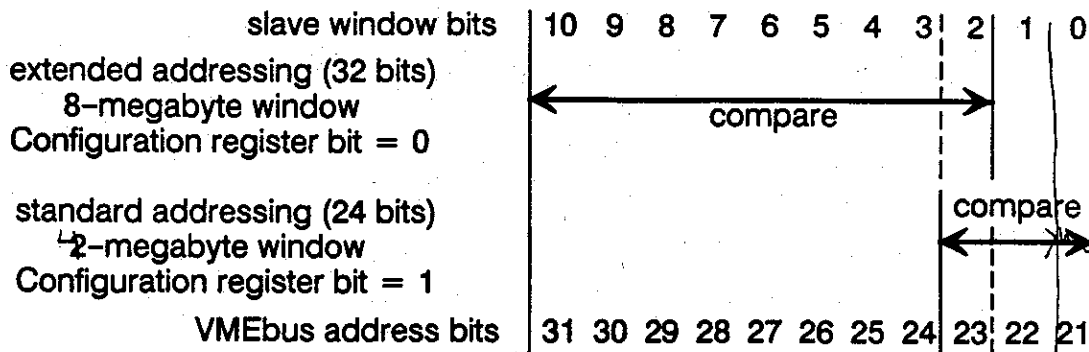 slave window bits 10 9 8 7 6 5 4 3 2 1 0
extended addressing (32 bits)
8-megabyte window
compare
Configuration register bit = 0
standard addressing (24 bits)
compare
2-megabyte window
Configuration register bit = 1
VMEbus address bits 31 30 29 28 27 26 25 24 23 22 21